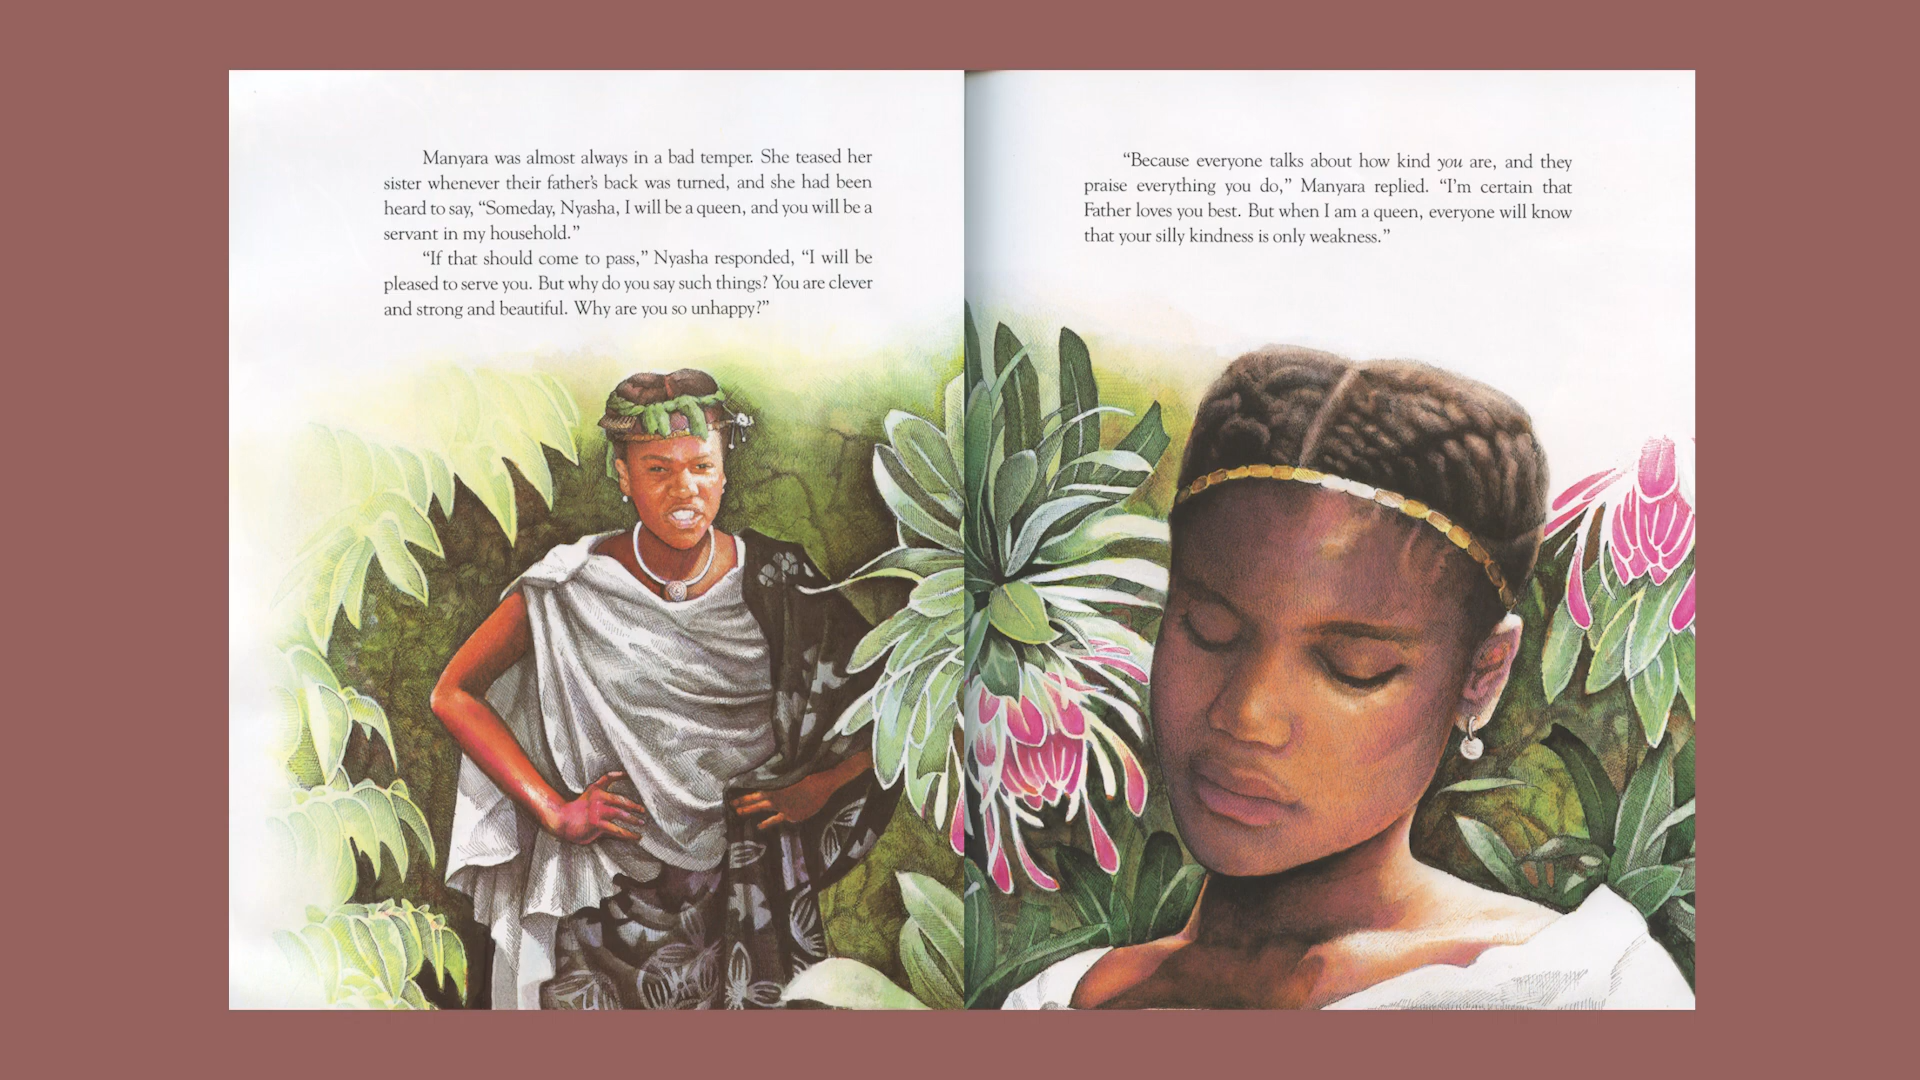 Manyara was almost always in a bad temper. She teased her
sister whenever their father’s back was turned, and she had been
heard to say, “Someday, Nyasha, I will be a queen, and you will be a
servant in my household.”
“If that should come to pass,” Nyasha responded, “I will be
pleased to serve you. But why do you say such things? You are clever
and strong and beautiful. Why are you so unhappy?”
“Because everyone talks about how kind you are, and they
praise everything you do,” Manyara replied. “I’m certain that
Father loves you best. But when I am a queen, everyone will know
that your silly kindness is only weakness.”